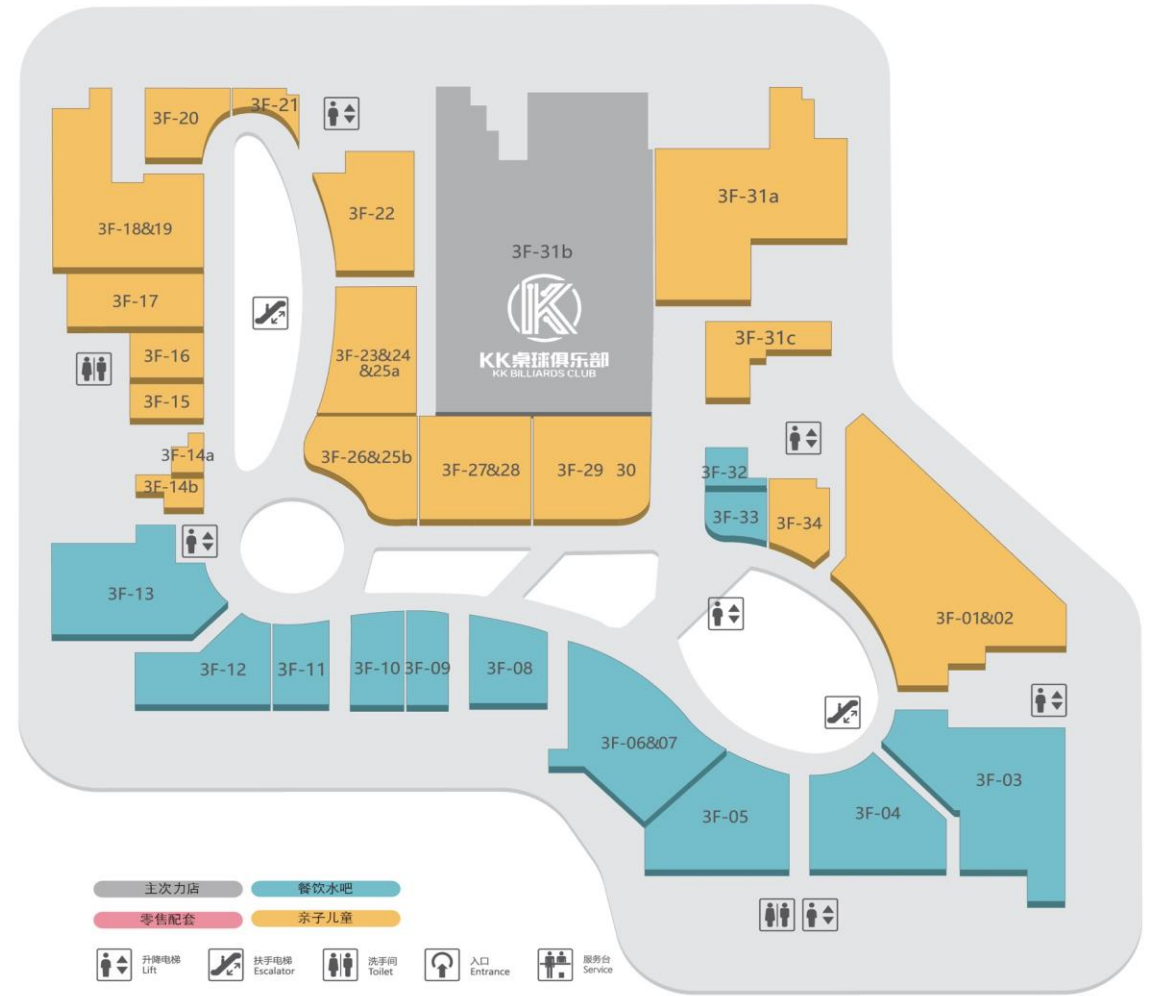 3F-20
3F-21
3F-22
3F-31a
3F-18&19
3F-31b
3F-17
KK桌球俱乐部
KK BILLIARDS CLUB
3F-16
3F-23&24
&25a
3F-31c
3F-15
3F-14a
3F-26&25b
3F-27&28
3F-29 30
3F-32
3F-14b
3F-33
3F-34
3F-13
3F-01&02
3F-12
3F-11
3F-10
3F-09
3F-08
3F-06&07
3F-03
3F-05
3F-04
主次力店
餐饮水吧
零售配套
亲子儿童
升降电梯
Lift
扶手电梯
Escalator
洗手间
Toilet
入口
Entrance
服务台
Service